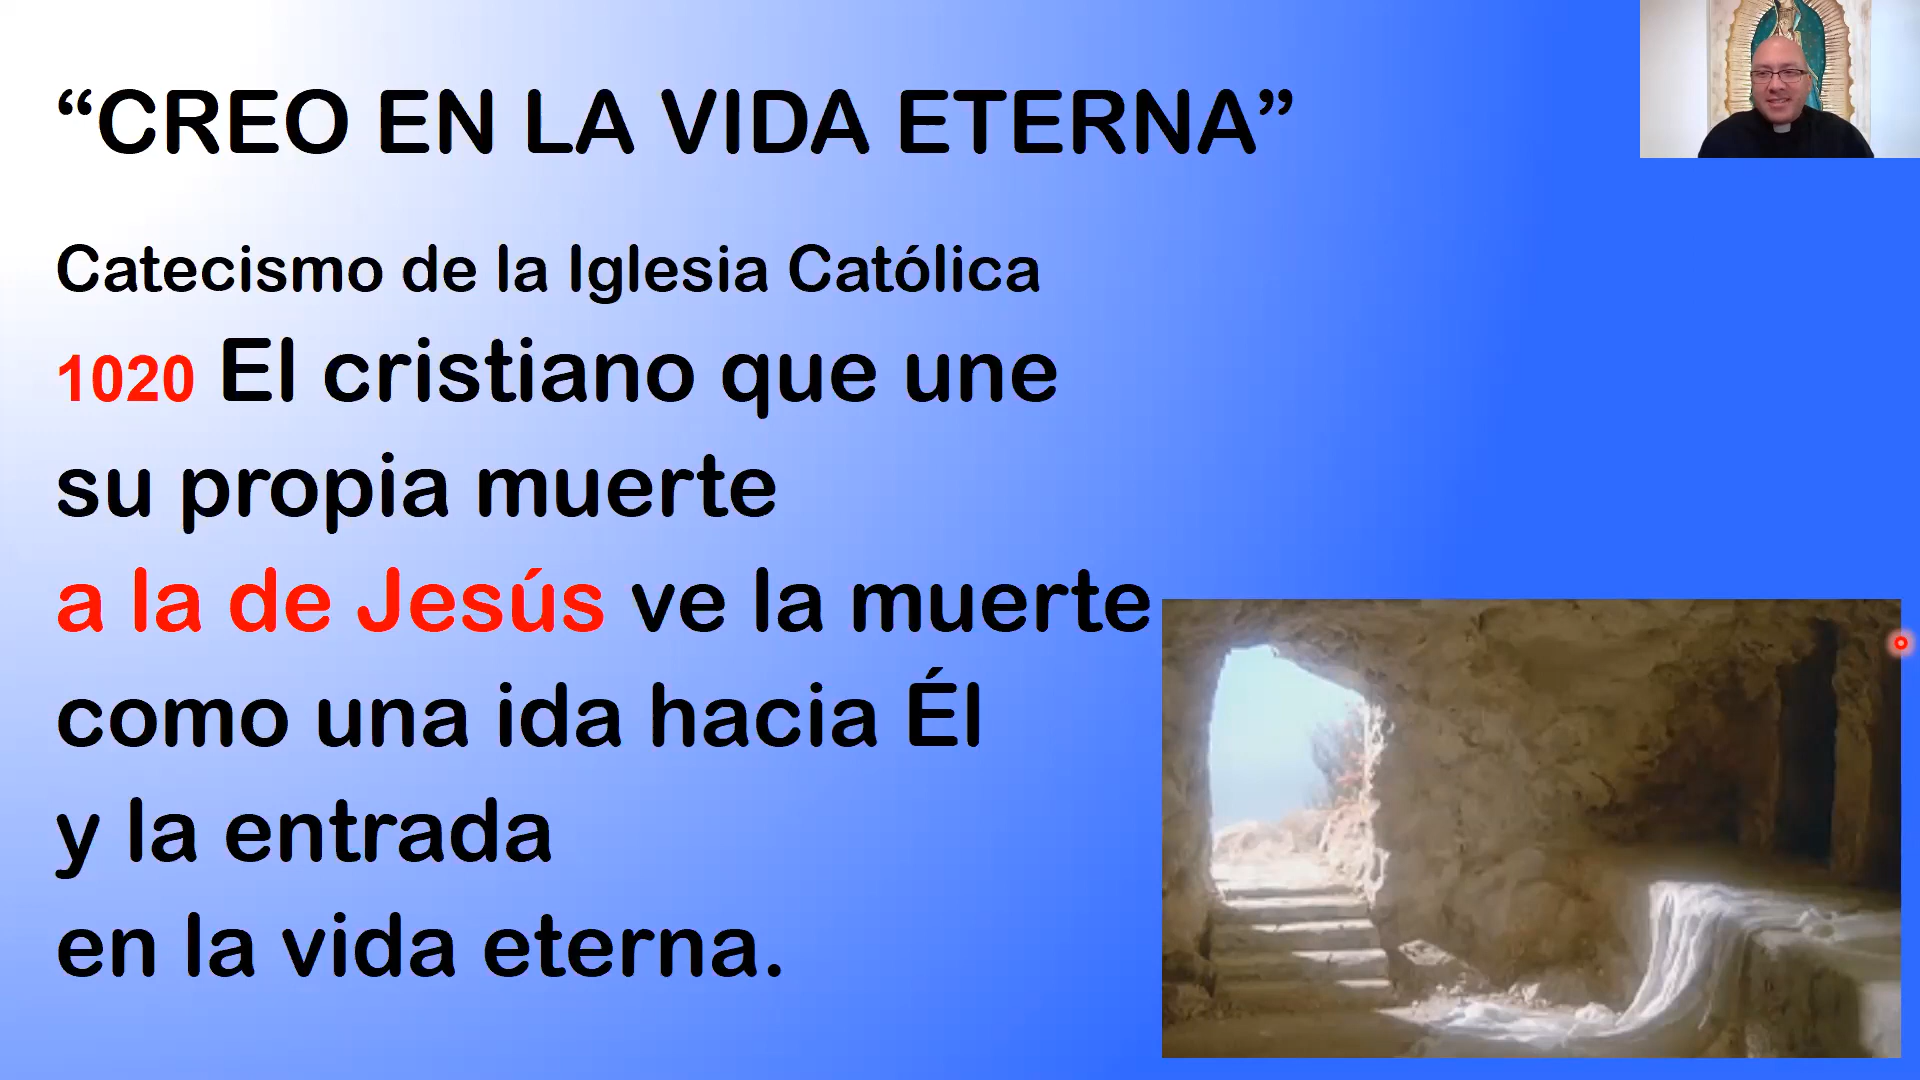 “CREO EN LA VIDA ETERNA”
Catecismo de la Iglesia Católica
1020 El cristiano que une
su propia muerte
a la de Jesús ve la muerte
como una ida hacia Él
y la entrada
en la vida eterna.